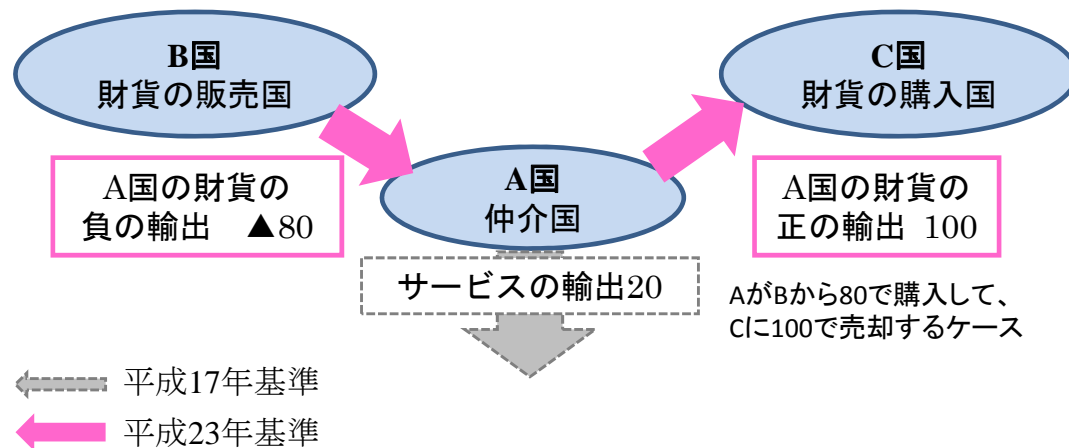 B国
財貨の販売国
C国
財貨の購入国
A国の財貨の
負の輸出 ▲80
A国
仲介国
A国の財貨の
正の輸出 100
サービスの輸出20
AがBから80で購入して、
Cに100で売却するケース
平成17年基準
平成23年基準